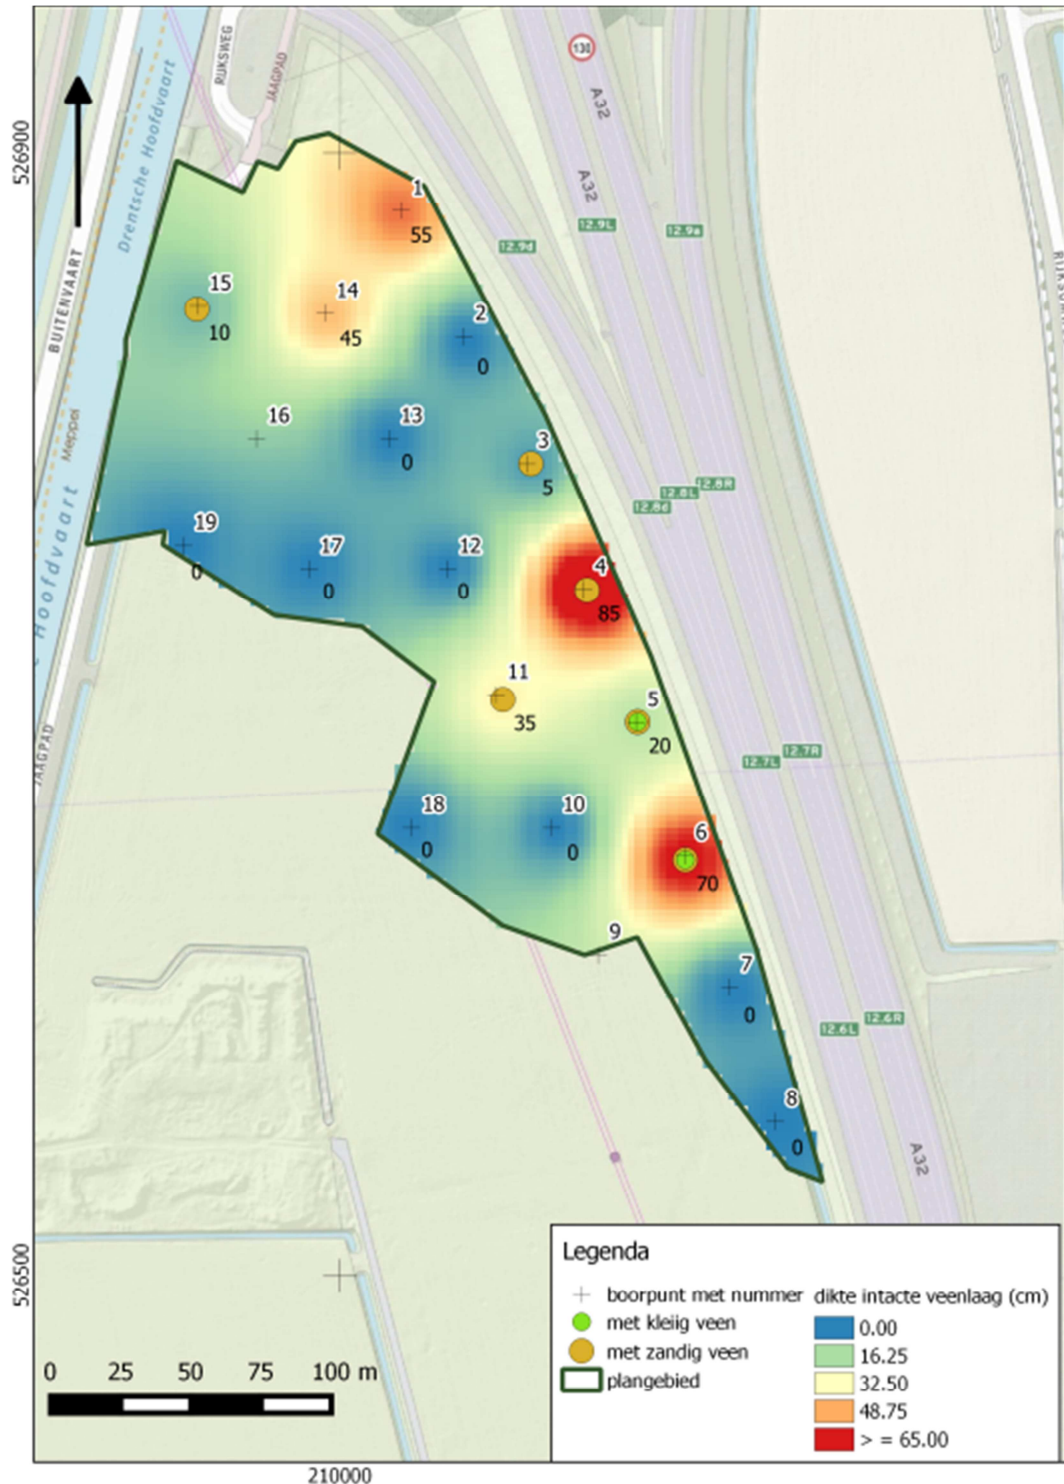 RIJKSWEG
JAAGPAD
130
A32
526900
Drentsche Hoofdvaart
A32
1
12.9L
12.9a
55
12.9d
BUITENVAART
15
14
2
10
45
0
Meppel
16
13
3
0
5
12.8R
12.8L
12.8d
19
17
12
4
0
0
0
85
Hoofdvaart
11
5
35
20
JAAGPAD
12.7R
12.7L
18
10
6
0
0
70
9
7
0
12.6R
12.6L
8
0
A32
526500
Legenda
boorpunt met nummer
met kleiig veen
met zandig veen
plangebied
dikte intacte veenlaag (cm)
0.00
16.25
32.50
48.75
> = 65.00
0 25 50 75 100 m
210000